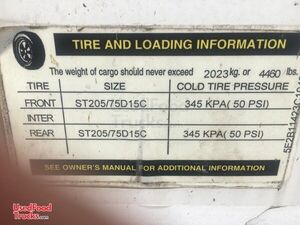 TIRE AND LOADING INFORMATION
The weight of cargo should never exceed 2023 kg. or 4460 lbs.
TIRE SIZE COLD TIRE PRESSURE
FRONT ST205/75D15C 345 KPA( 50 PSI)
INTER
REAR ST205/75D15C 345 KPA( 50 PSI)
SEE OWNER'S MANUAL FOR ADDITIONAL INFORMATION
UsedFood
Trucks.com